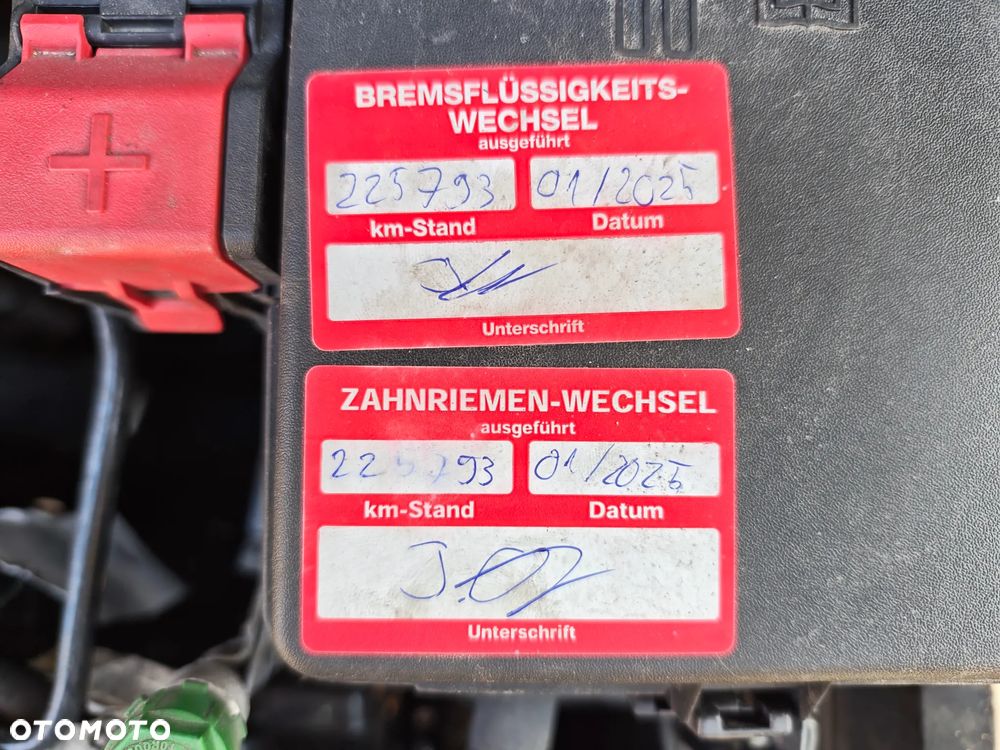 BREMSFLÜSSIGKEITS-
WECHSEL
ausgeführt
225793 01/2025
km-Stand Datum
Unterschrift
ZAHNRIEMEN-WECHSEL
ausgeführt
225793 01/2025
km-Stand Datum
Unterschrift
OTOMOTO